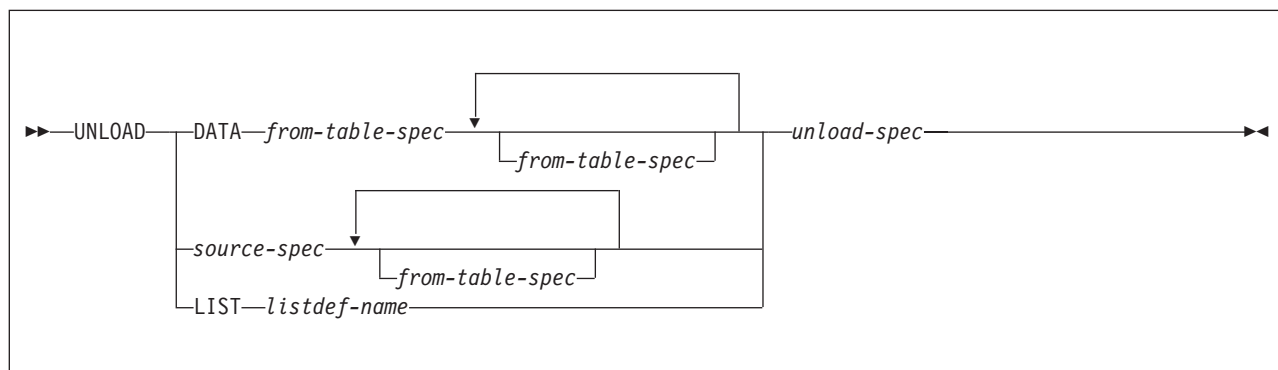 UNLOAD DATA from-table-spec unload-spec
from-table-spec
source-spec
from-table-spec
LIST listdef-name